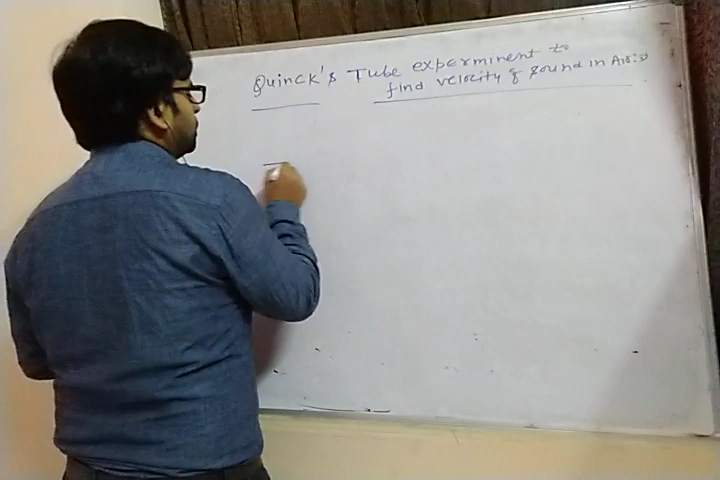 Quinck's Tube experminent to
find velocity of sound in Air:→